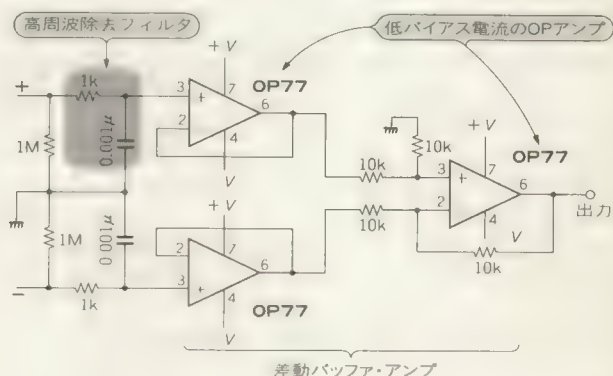 高周波除去フィルタ
低バイアス電流のOPアンプ
+
1k
1M
0.001μ
+V
3
+
2
7
6
4
V
OP77
10k
10k
3
+
2
+V
7
6
4
V
OP77
出力
10k
10k
1M
0.001μ
−
1k
+V
2
3
+
7
6
4
V
OP77
差動バッファ・アンプ